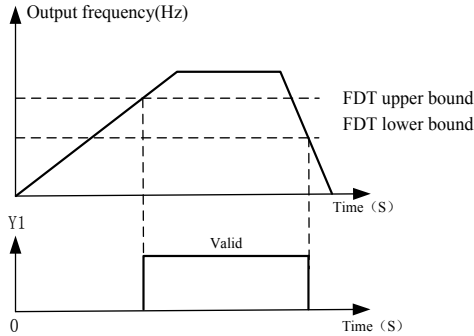 Output frequency(Hz)
FDT upper bound
FDT lower bound
Time（S）
Y1
Valid
0
Time（S）